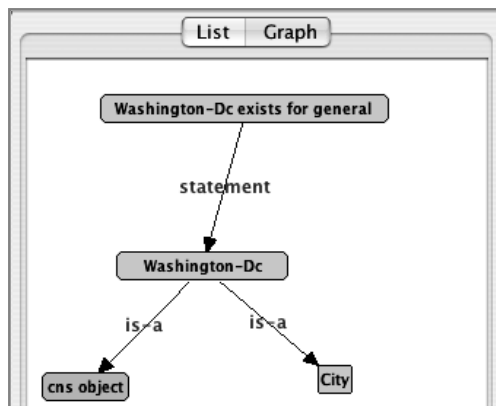 List Graph
Washington-Dc exists for general
statement
Washington-Dc
is-a is-a
cns object City